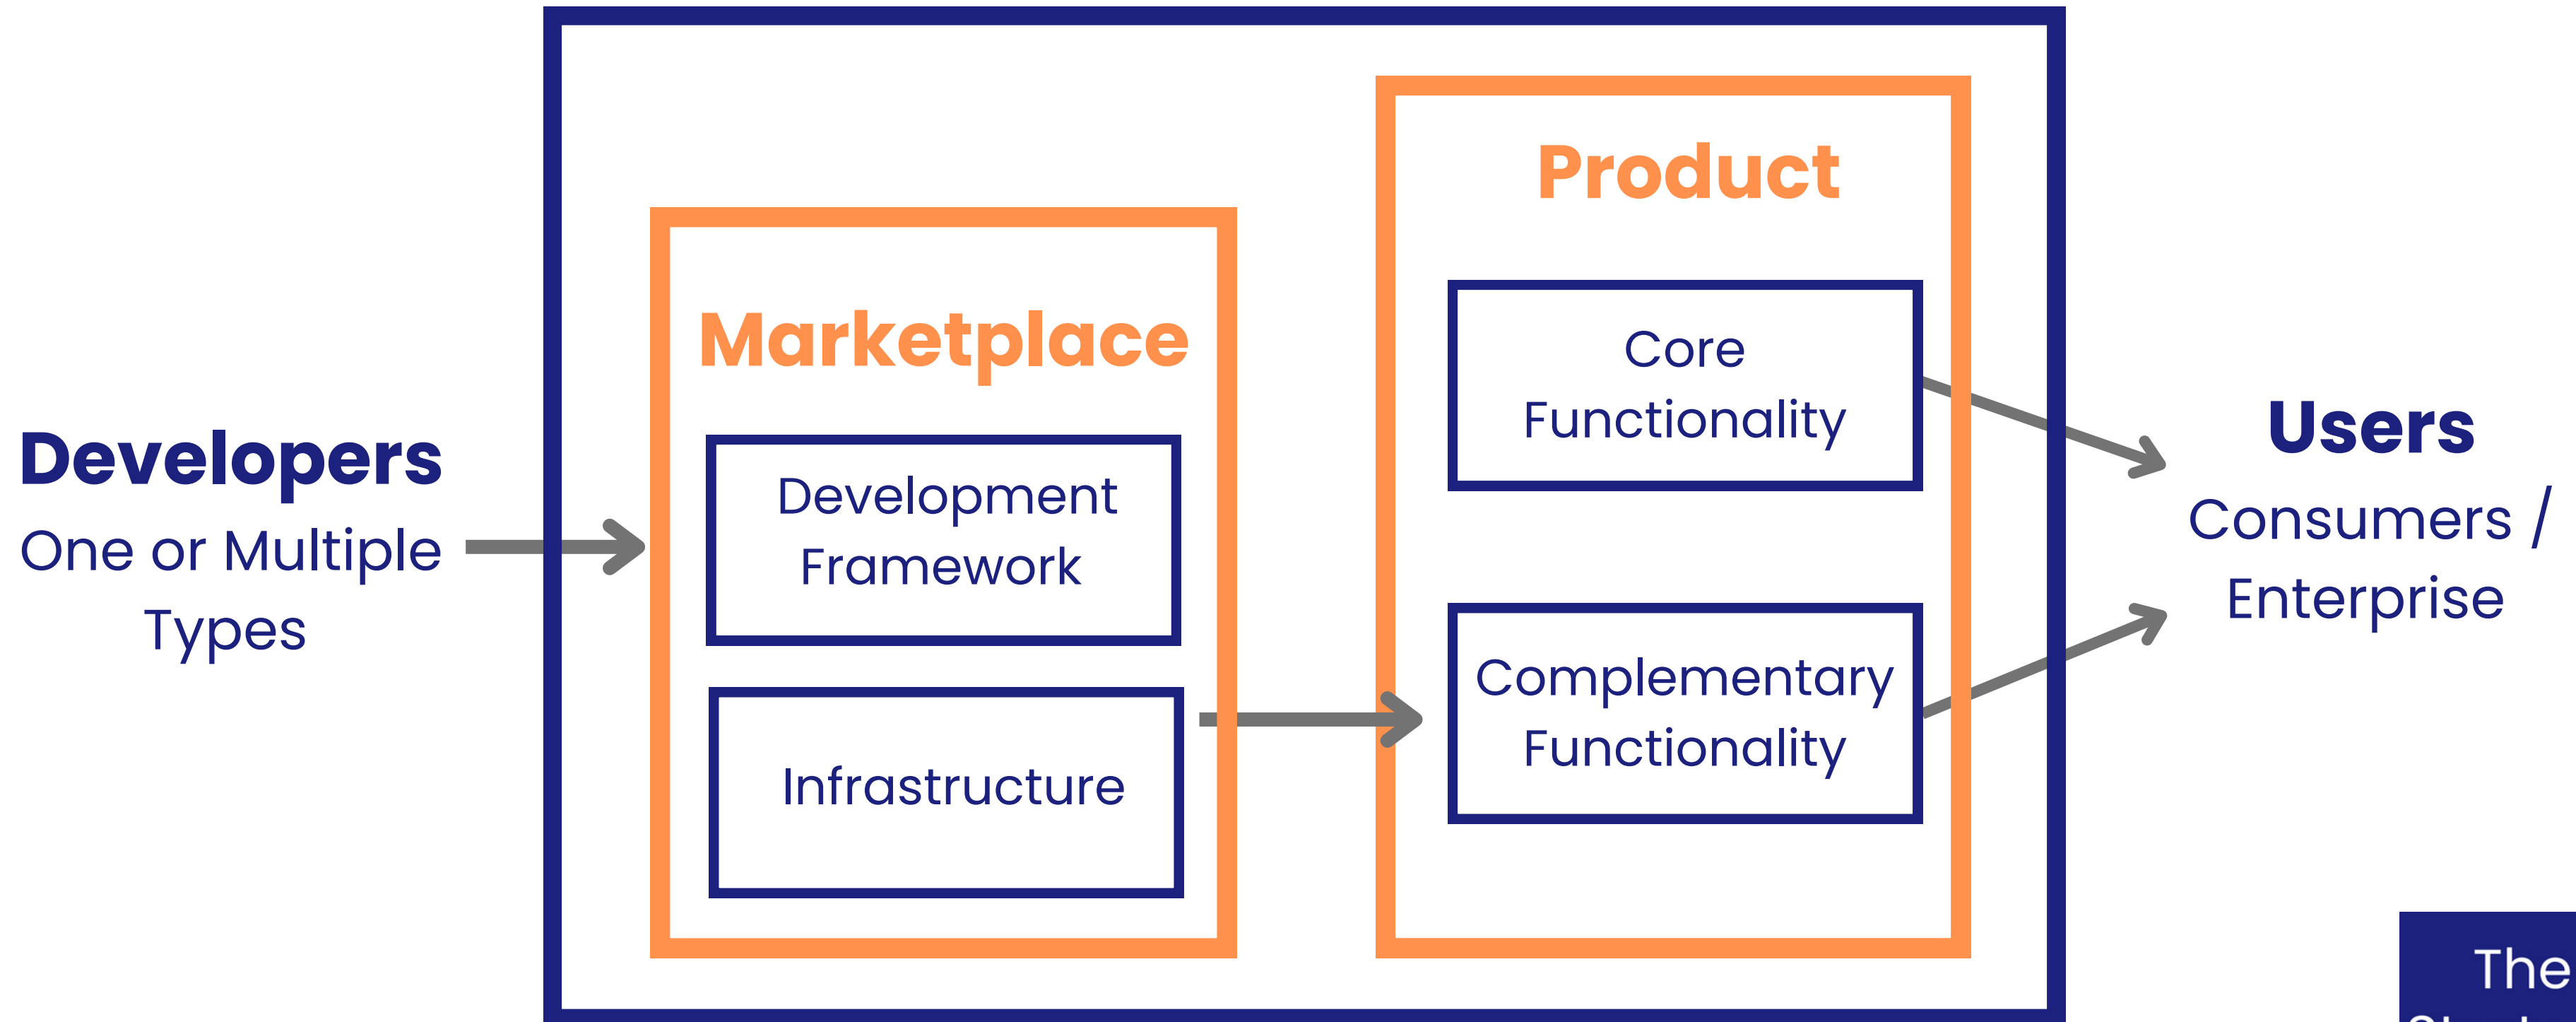 Developers
One or Multiple
Types
Marketplace
Development
Framework
Infrastructure
Product
Core
Functionality
Complementary
Functionality
Users
Consumers /
Enterprise
The